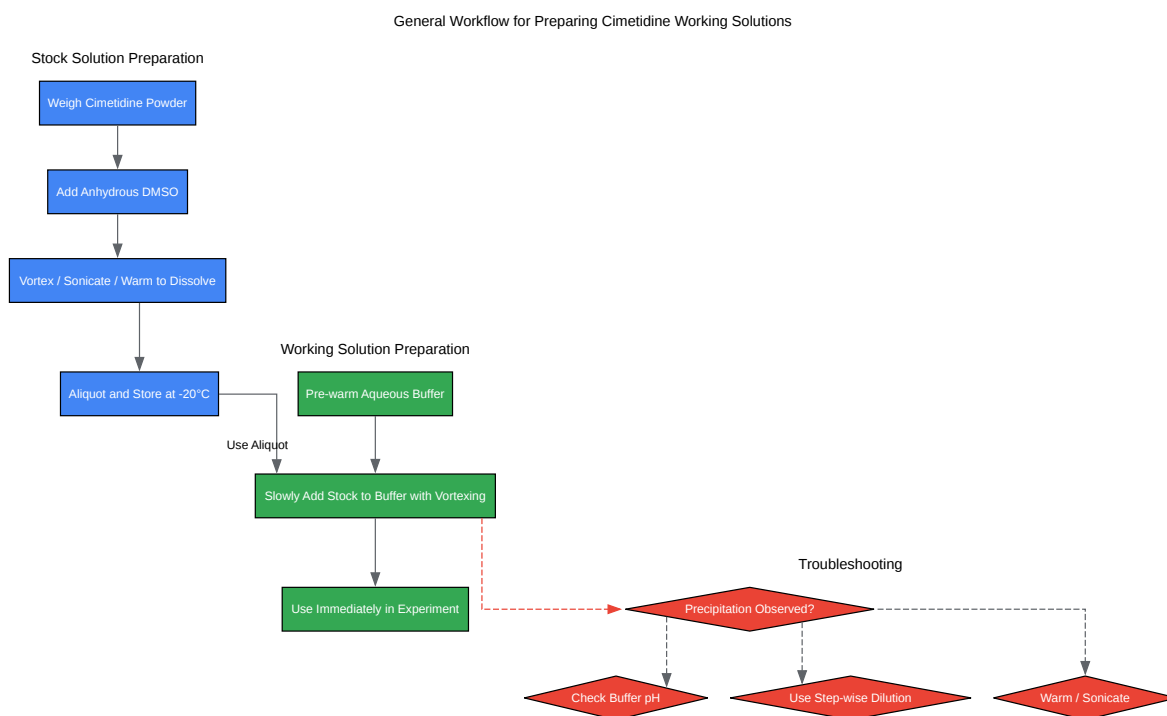 General Workflow for Preparing Cimetidine Working Solutions
Stock Solution Preparation
Weigh Cimetidine Powder
Add Anhydrous DMSO
Vortex / Sonicate / Warm to Dissolve
Aliquot and Store at -20°C
Use Aliquot
Working Solution Preparation
Pre-warm Aqueous Buffer
Slowly Add Stock to Buffer with Vortexing
Use Immediately in Experiment
Troubleshooting
Precipitation Observed?
Check Buffer pH
Use Step-wise Dilution
Warm / Sonicate